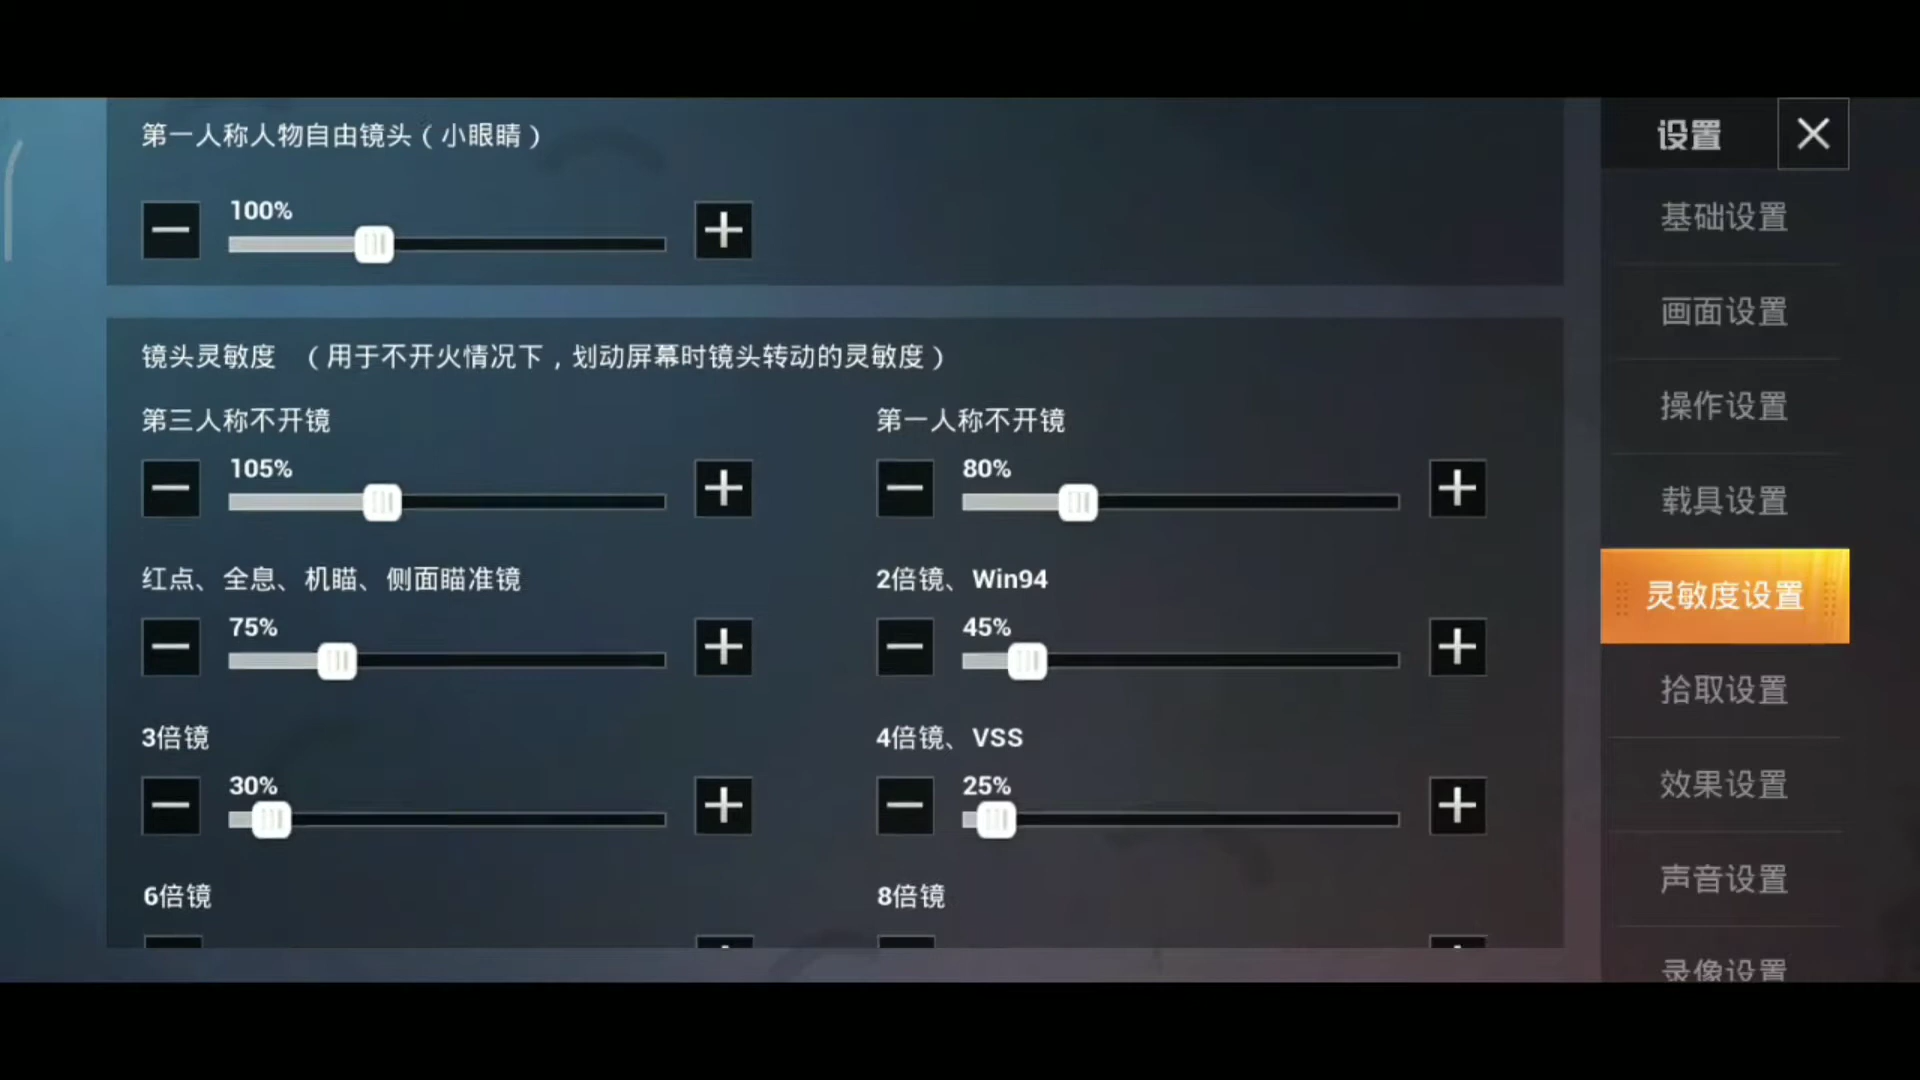 第一人称人物自由镜头（小眼睛）
100%
镜头灵敏度 （用于不开火情况下，划动屏幕时镜头转动的灵敏度）
第三人称不开镜
105%
第一人称不开镜
80%
红点、全息、机瞄、侧面瞄准镜
75%
2倍镜、Win94
45%
3倍镜
30%
4倍镜、VSS
25%
6倍镜
8倍镜
设置
基础设置
画面设置
操作设置
载具设置
灵敏度设置
拾取设置
效果设置
声音设置
录像设置